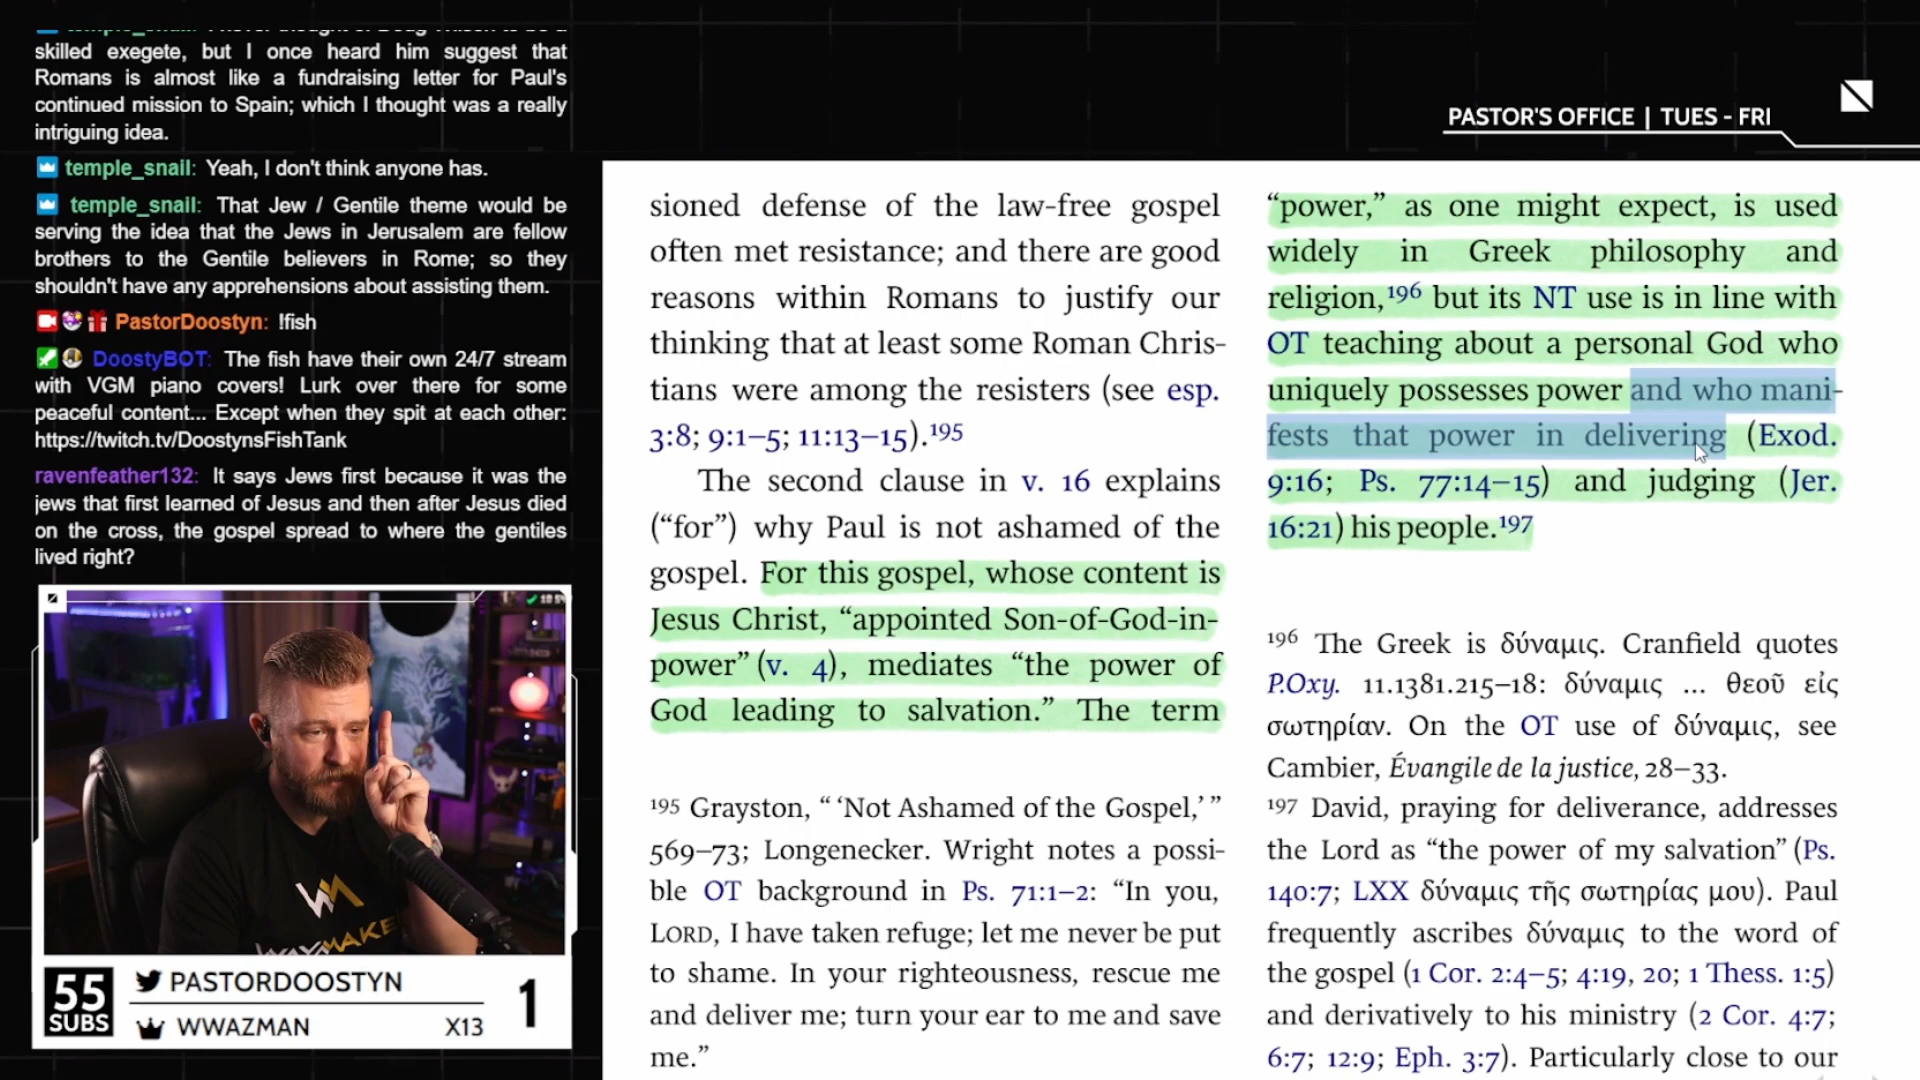 skilled exegete, but I once heard him suggest that
Romans is almost like a fundraising letter for Paul's
continued mission to Spain; which I thought was a really
intriguing idea.
temple_snail: Yeah, I don't think anyone has.
temple_snail: That Jew / Gentile theme would be
serving the idea that the Jews in Jerusalem are fellow
brothers to the Gentile believers in Rome; so they
shouldn't have any apprehensions about assisting them.
PastorDoostyn: !fish
DoostyBOT: The fish have their own 24/7 stream
with VGM piano covers! Lurk over there for some
peaceful content... Except when they spit at each other:
https://twitch.tv/DoostynsFishTank
ravenfeather132: It says Jews first because it was the
jews that first learned of Jesus and then after Jesus died
on the cross, the gospel spread to where the gentiles
lived right?
55
SUBS
PASTORDOOSTYN
WWAZMAN X13
1
PASTOR'S OFFICE | TUES - FRI
sioned defense of the law-free gospel
often met resistance; and there are good
reasons within Romans to justify our
thinking that at least some Roman Chris-
tians were among the resisters (see esp.
3:8; 9:1–5; 11:13–15).195
The second clause in v. 16 explains
(“for”) why Paul is not ashamed of the
gospel. For this gospel, whose content is
Jesus Christ, “appointed Son-of-God-in-
power” (v. 4), mediates “the power of
God leading to salvation.” The term
195 Grayston, “ ‘Not Ashamed of the Gospel,’ ”
569–73; Longenecker. Wright notes a possi-
ble OT background in Ps. 71:1–2: “In you,
LORD, I have taken refuge; let me never be put
to shame. In your righteousness, rescue me
and deliver me; turn your ear to me and save
me.”
“power,” as one might expect, is used
widely in Greek philosophy and
religion,196 but its NT use is in line with
OT teaching about a personal God who
uniquely possesses power and who mani-
fests that power in delivering (Exod.
9:16; Ps. 77:14–15) and judging (Jer.
16:21) his people.197
196 The Greek is δύναμις. Cranfield quotes
P.Oxy. 11.1381.215–18: δύναμις ... θεοῦ εἰς
σωτηρίαν. On the OT use of δύναμις, see
Cambier, Évangile de la justice, 28–33.
197 David, praying for deliverance, addresses
the Lord as “the power of my salvation” (Ps.
140:7; LXX δύναμις τῆς σωτηρίας μου). Paul
frequently ascribes δύναμις to the word of
the gospel (1 Cor. 2:4–5; 4:19, 20; 1 Thess. 1:5)
and derivatively to his ministry (2 Cor. 4:7;
6:7; 12:9; Eph. 3:7). Particularly close to our